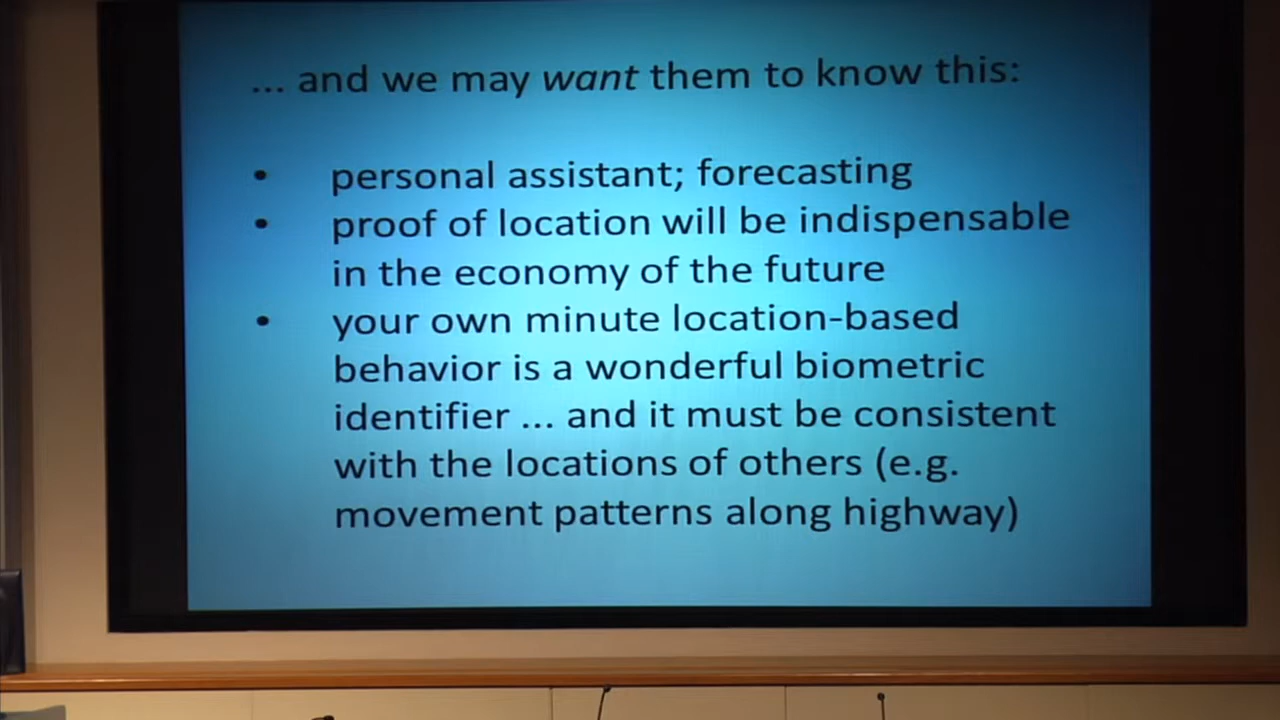 ... and we may want them to know this:
• personal assistant; forecasting
• proof of location will be indispensable
in the economy of the future
• your own minute location-based
behavior is a wonderful biometric
identifier ... and it must be consistent
with the locations of others (e.g.
movement patterns along highway)